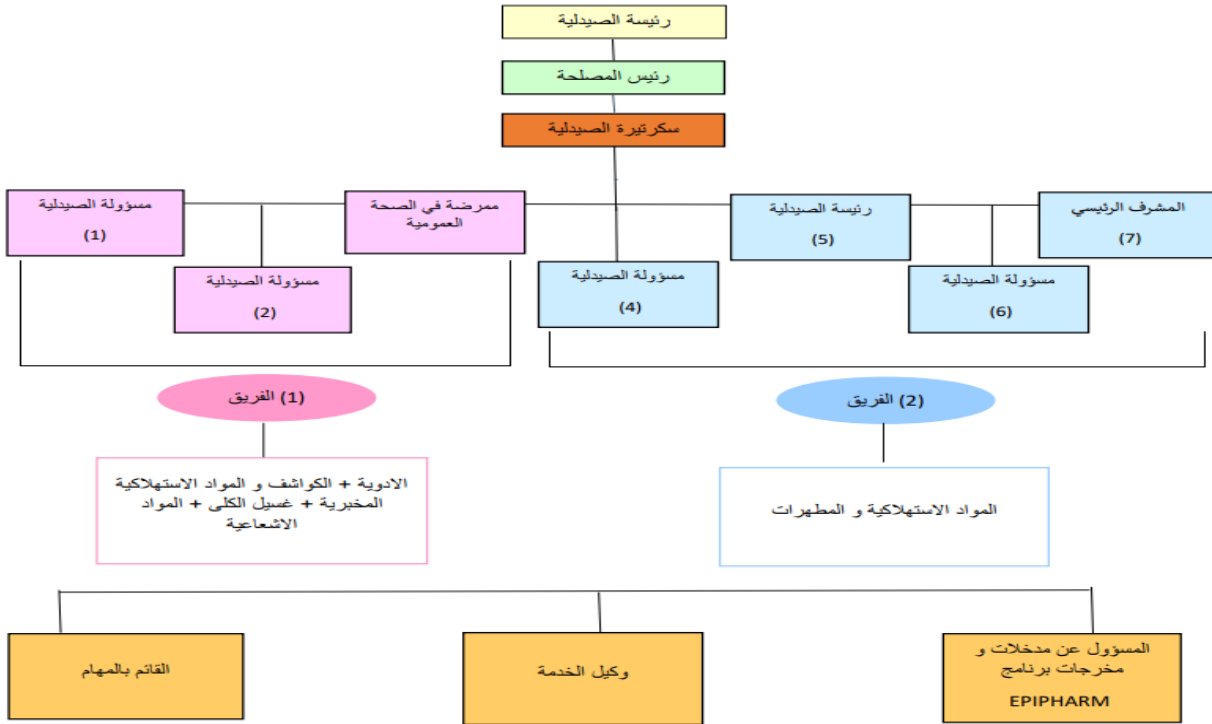 رئيسة الصيدلية
رئيس المصلحة
سكرتيرة الصيدلية
المشرف الرئيسي
(7)
رئيسة الصيدلية
(5)
ممرضة في الصحة
العمومية
مسؤولة الصيدلية
(1)
مسؤولة الصيدلية
(6)
مسؤولة الصيدلية
(4)
مسؤولة الصيدلية
(2)
(2) الفريق
(1) الفريق
المواد الاستهلاكية و المطهرات
الادوية + الكواشف و المواد الاستهلاكية
المخبرية + غسيل الكلى + المواد
الاشعاعية
المسؤول عن مدخلات و
مخرجات برنامج
EPIPHARM
وكيل الخدمة
القائم بالمهام